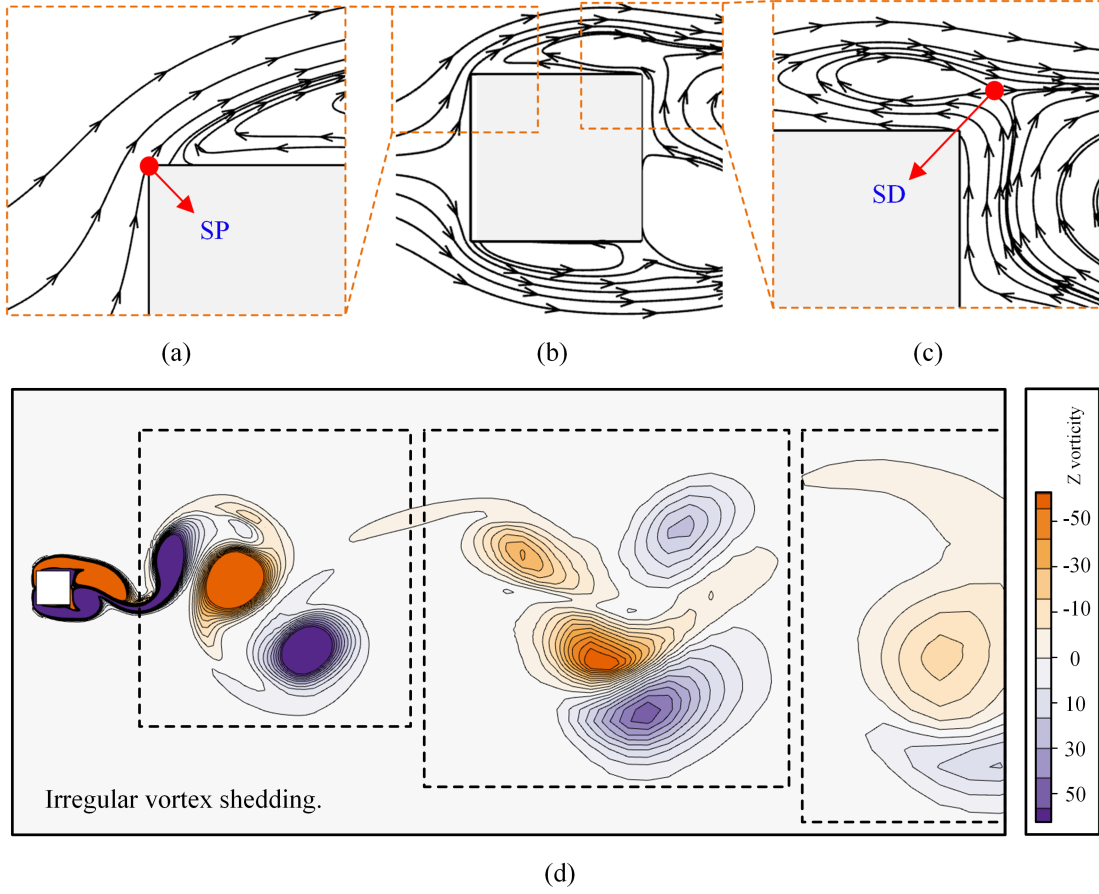 SP
SD
(a)
(b)
(c)
Z vorticity
-50
-30
-10
0
10
30
50
Irregular vortex shedding.
(d)